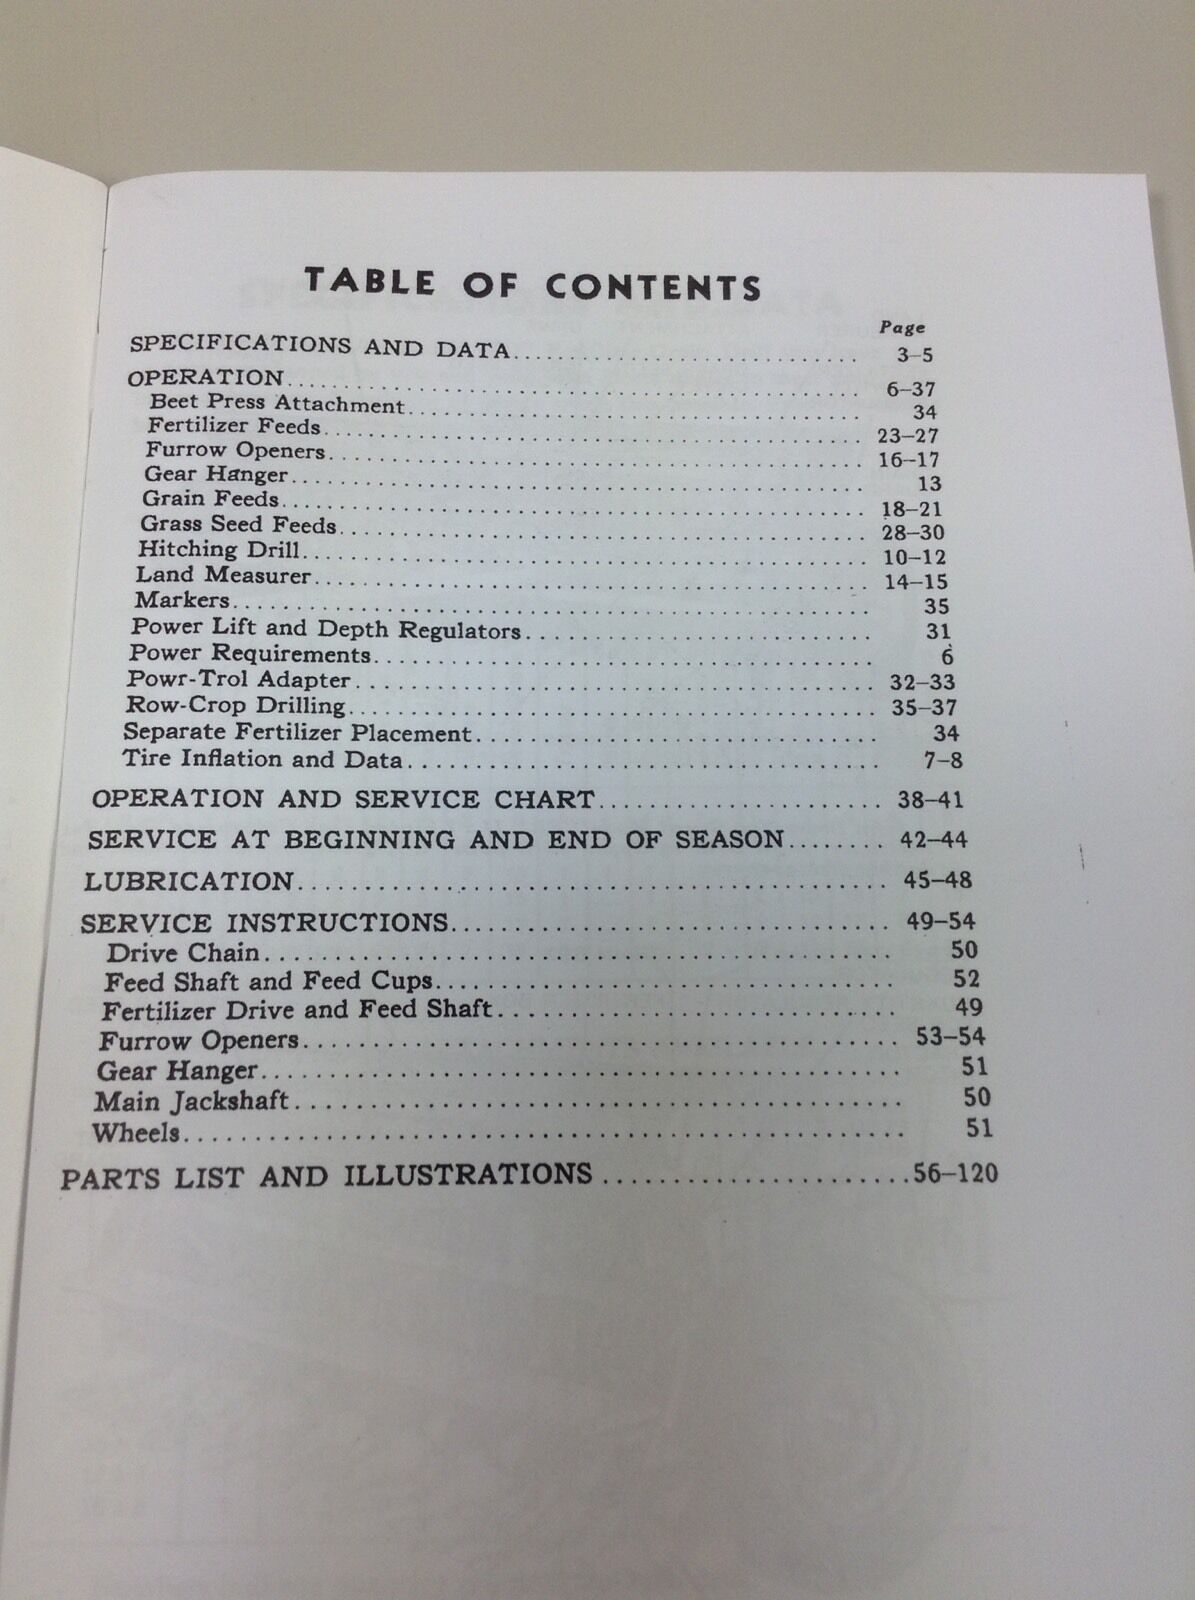 TABLE OF CONTENTS
Page
SPECIFICATIONS AND DATA.............................. 3–5
OPERATION.................................................. 6–37
Beet Press Attachment........................................ 34
Fertilizer Feeds............................................... 23–27
Furrow Openers............................................... 16–17
Gear Hanger.................................................. 13
Grain Feeds................................................... 18–21
Grass Seed Feeds.............................................. 28–30
Hitching Drill................................................. 10–12
Land Measurer................................................ 14–15
Markers....................................................... 35
Power Lift and Depth Regulators............................. 31
Power Requirements.......................................... 6
Powr-Trol Adapter............................................ 32–33
Row-Crop Drilling............................................. 35–37
Separate Fertilizer Placement................................. 34
Tire Inflation and Data........................................ 7–8
OPERATION AND SERVICE CHART....................... 38–41
SERVICE AT BEGINNING AND END OF SEASON........ 42–44
LUBRICATION................................................ 45–48
SERVICE INSTRUCTIONS.................................. 49–54
Drive Chain................................................... 50
Feed Shaft and Feed Cups.................................... 52
Fertilizer Drive and Feed Shaft................................ 49
Furrow Openers............................................... 53–54
Gear Hanger.................................................. 51
Main Jackshaft................................................ 50
Wheels........................................................ 51
PARTS LIST AND ILLUSTRATIONS.......................56–120